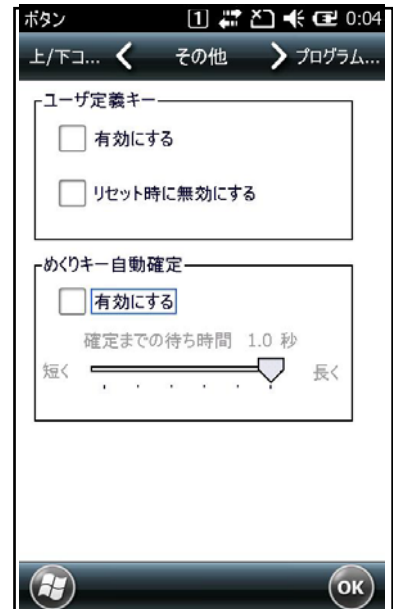 ボタン 1 0:04
上/下コ... その他 プログラム...
ユーザ定義キー
有効にする
リセット時に無効にする
めくりキー自動確定
有効にする
確定までの待ち時間 1.0 秒
短く 長く
OK